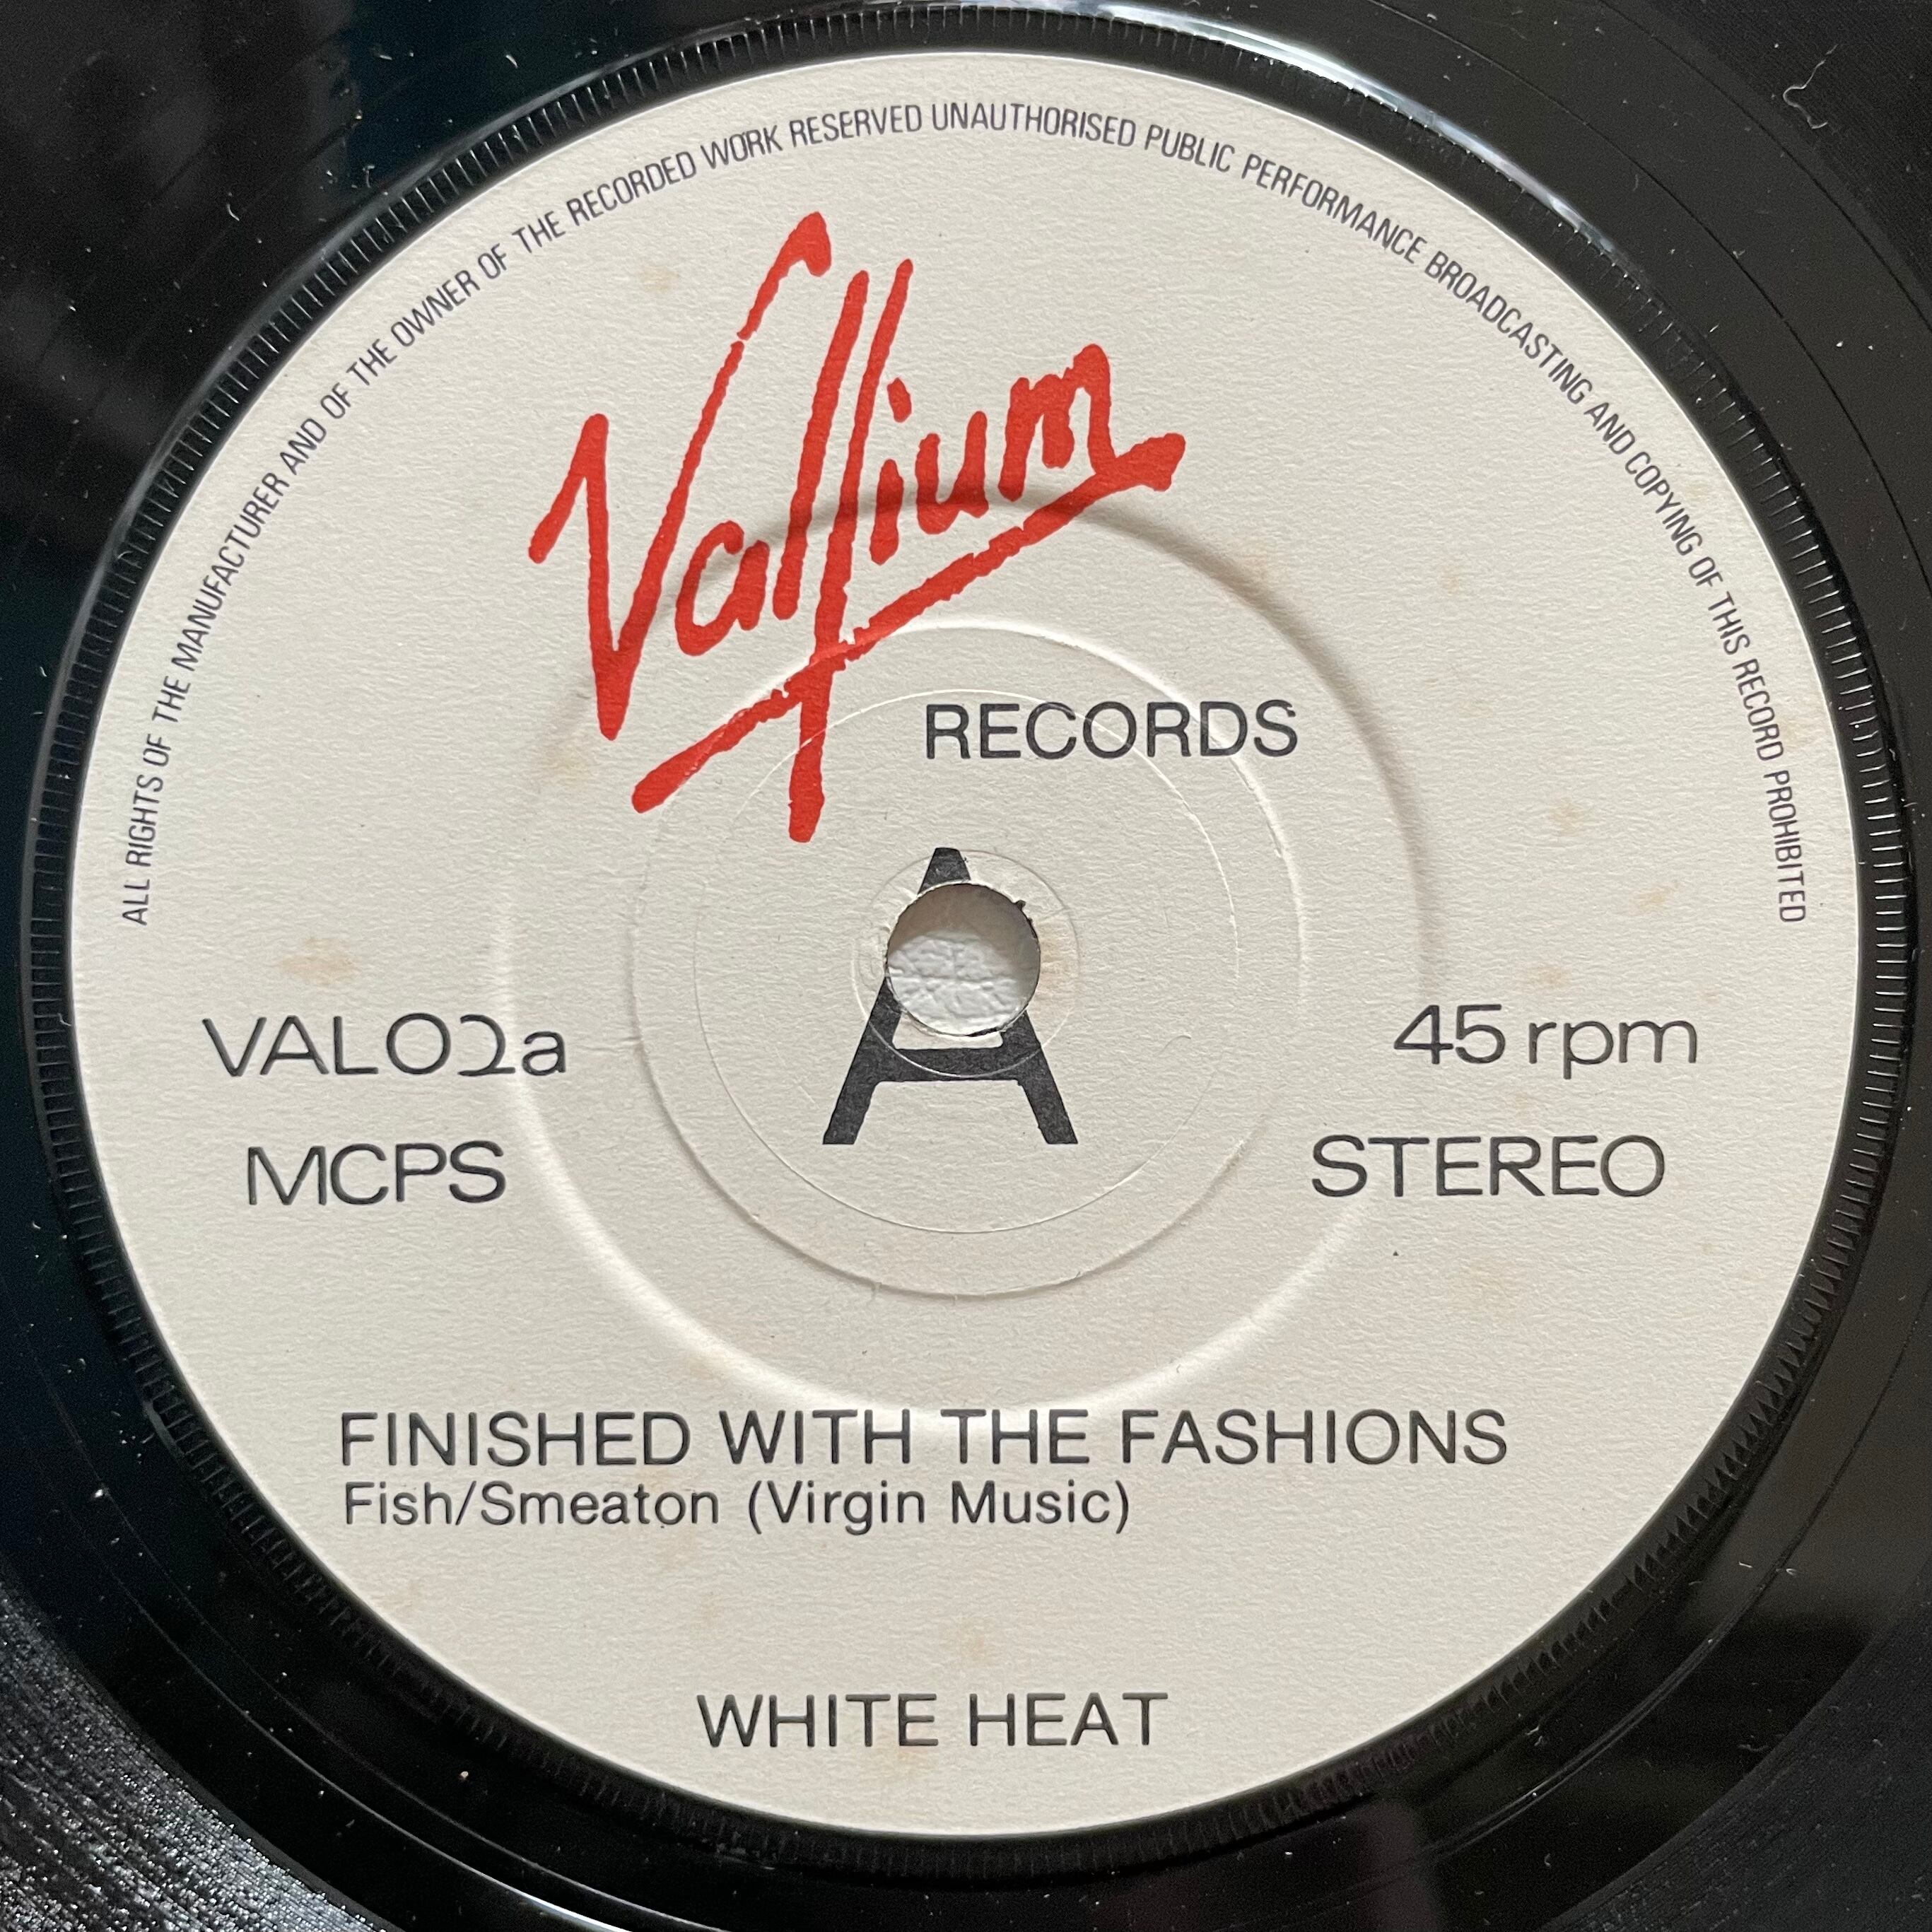 ALL RIGHTS OF THE MANUFACTURER AND OF THE OWNER OF THE RECORDED WORK RESERVED UNAUTHORISED PUBLIC PERFORMANCE BROADCASTING AND COPYING OF THIS RECORD PROHIBITED
Vallium
RECORDS
A
VAL02a
45 rpm
MCPS
STEREO
FINISHED WITH THE FASHIONS
Fish/Smeaton (Virgin Music)
WHITE HEAT